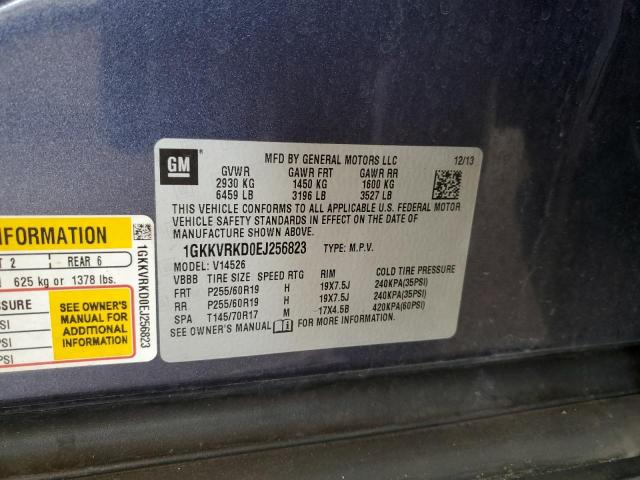 GM
MFD BY GENERAL MOTORS LLC 12/13
GVWR GAWR FRT GAWR RR
2930 KG 1450 KG 1600 KG
6459 LB 3196 LB 3527 LB
THIS VEHICLE CONFORMS TO ALL APPLICABLE U.S. FEDERAL MOTOR
VEHICLE SAFETY STANDARDS IN EFFECT ON THE DATE OF
MANUFACTURE SHOWN ABOVE.
1GKKVRKD0EJ256823 TYPE: M.P.V.
MODEL: V14526
VBBB TIRE SIZE SPEED RTG RIM COLD TIRE PRESSURE
FRT P255/60R19 H 19X7.5J 240KPA(35PSI)
RR P255/60R19 H 19X7.5J 240KPA(35PSI)
SPA T145/70R17 M 17X4.5B 420KPA(60PSI)
SEE OWNER'S MANUAL FOR MORE INFORMATION.
INFORMATION
2 REAR 6
625 kg or 1378 lbs.
SEE OWNER'S
MANUAL FOR
ADDITIONAL
INFORMATION
PSI
PSI
PSI
1GKKVRKD0EJ256823